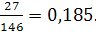 27/146 = 0,185.